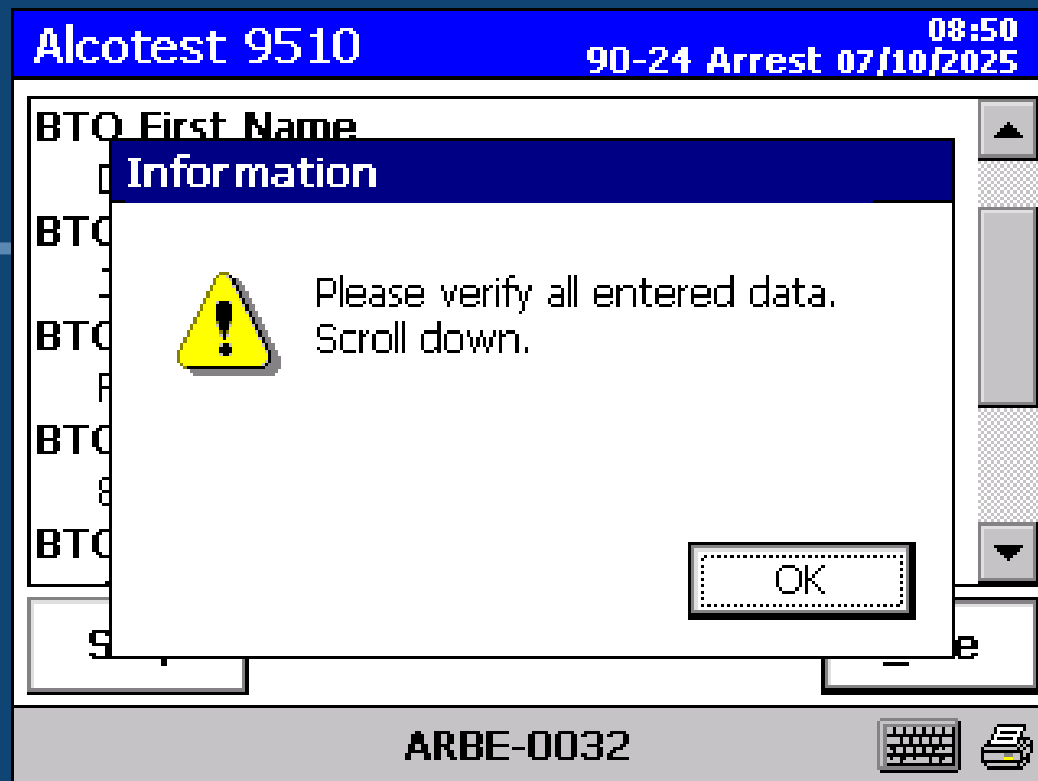 Alcotest 9510
08:50
90-24 Arrest 07/10/2025
BTO First Name
Information
BTO
BTO
BTO
BTO
Please verify all entered data.
Scroll down.
OK
ARBE-0032